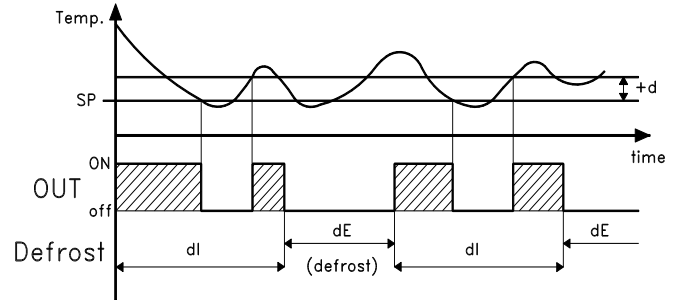 Temp.
SP
+d
time
ON
OUT
off
Defrost
dI
dE
(defrost)
dI
dE